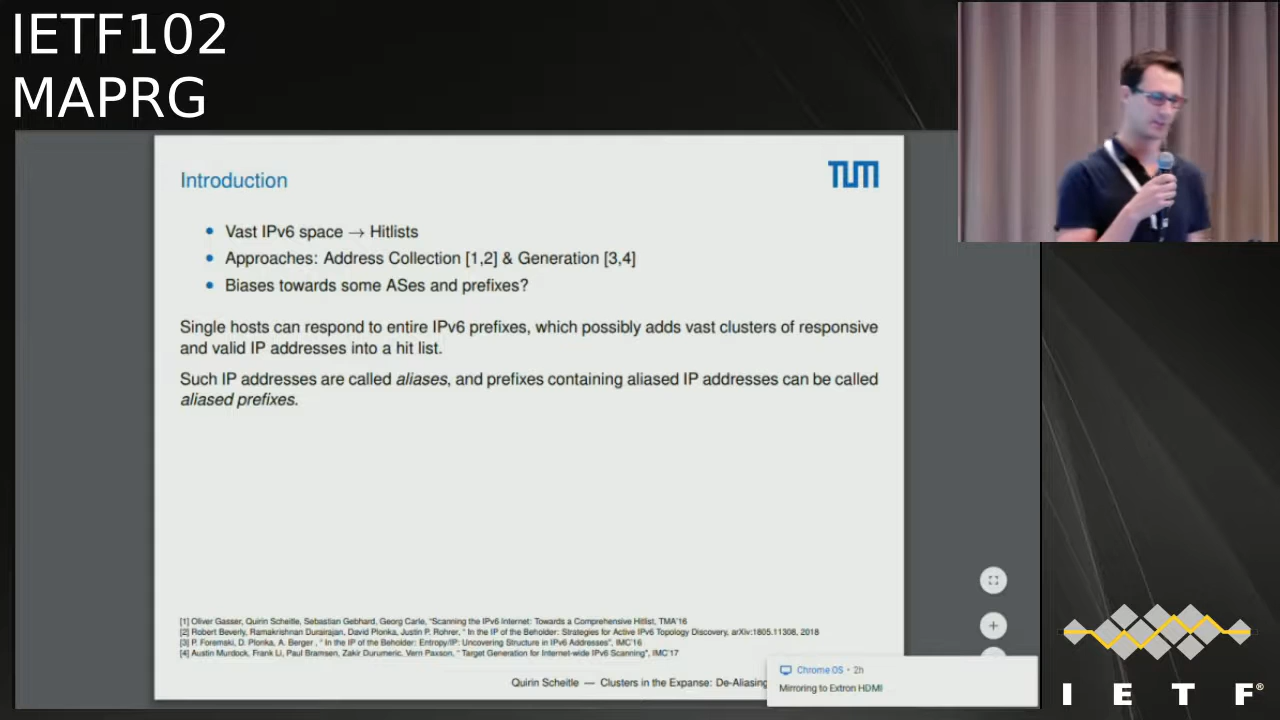 IETF102
MAPRG
Introduction
TUM
• Vast IPv6 space → Hitlists
• Approaches: Address Collection [1,2] & Generation [3,4]
• Biases towards some ASes and prefixes?
Single hosts can respond to entire IPv6 prefixes, which possibly adds vast clusters of responsive
and valid IP addresses into a hit list.
Such IP addresses are called aliases, and prefixes containing aliased IP addresses can be called
aliased prefixes.
[1] Oliver Gasser, Quirin Scheitle, Sebastian Gebhard, Georg Carle, "Scanning the IPv6 Internet: Towards a Comprehensive Hitlist, TMA'16
[2] Robert Beverly, Ramakrishnan Durairajan, David Plonka, Justin P. Rohrer, " In the IP of the Beholder: Strategies for Active IPv6 Topology Discovery, arXiv:1805.11308, 2018
[3] P. Foremski, D. Plonka, A. Berger , " In the IP of the Beholder: Entropy/IP: Uncovering Structure in IPv6 Addresses", IMC'16
[4] Austin Murdock, Frank Li, Paul Bramsen, Zakir Durumeric, Vern Paxson, " Target Generation for Internet-wide IPv6 Scanning", IMC'17
Quirin Scheitle — Clusters in the Expanse: De-Aliasing
Chrome OS • 2h
Mirroring to Extron HDMI
I E T F®